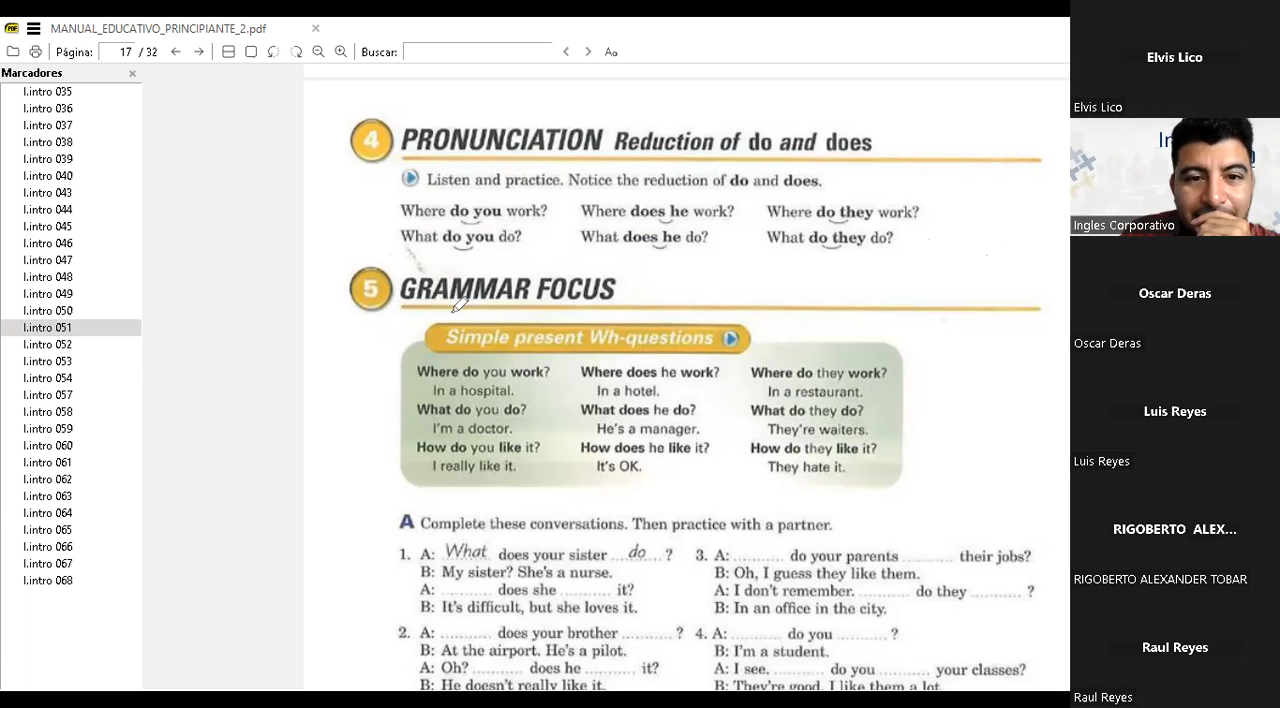 MANUAL_EDUCATIVO_PRINCIPIANTE_2.pdf
Página: 17 / 32 Buscar:
Marcadores
I.intro 035
I.intro 036
I.intro 037
I.intro 038
I.intro 039
I.intro 040
I.intro 043
I.intro 044
I.intro 045
I.intro 046
I.intro 047
I.intro 048
I.intro 049
I.intro 050
I.intro 051
I.intro 052
I.intro 053
I.intro 054
I.intro 057
I.intro 058
I.intro 059
I.intro 060
I.intro 061
I.intro 062
I.intro 063
I.intro 064
I.intro 065
I.intro 066
I.intro 067
I.intro 068
4 PRONUNCIATION Reduction of do and does
Listen and practice. Notice the reduction of do and does.
Where do you work? Where does he work? Where do they work?
What do you do? What does he do? What do they do?
5 GRAMMAR FOCUS
Simple present Wh-questions
Where do you work? Where does he work? Where do they work?
In a hospital. In a hotel. In a restaurant.
What do you do? What does he do? What do they do?
I'm a doctor. He's a manager. They're waiters.
How do you like it? How does he like it? How do they like it?
I really like it. It's OK. They hate it.
A Complete these conversations. Then practice with a partner.
1. A: What does your sister do ?
B: My sister? She's a nurse.
A: .......... does she .......... it?
B: It's difficult, but she loves it.
2. A: .......... does your brother .......... ?
B: At the airport. He's a pilot.
A: Oh? .......... does he .......... it?
B: He doesn't really like it.
3. A: .......... do your parents .......... their jobs?
B: Oh, I guess they like them.
A: I don't remember. .......... do they .......... ?
B: In an office in the city.
4. A: .......... do you .......... ?
B: I'm a student.
A: I see. .......... do you .......... your classes?
B: They're good. I like them a lot.
Elvis Lico
Elvis Lico
Ingles Corporativo
Oscar Deras
Oscar Deras
Luis Reyes
Luis Reyes
RIGOBERTO ALEX...
RIGOBERTO ALEXANDER TOBAR
Raul Reyes
Raul Reyes